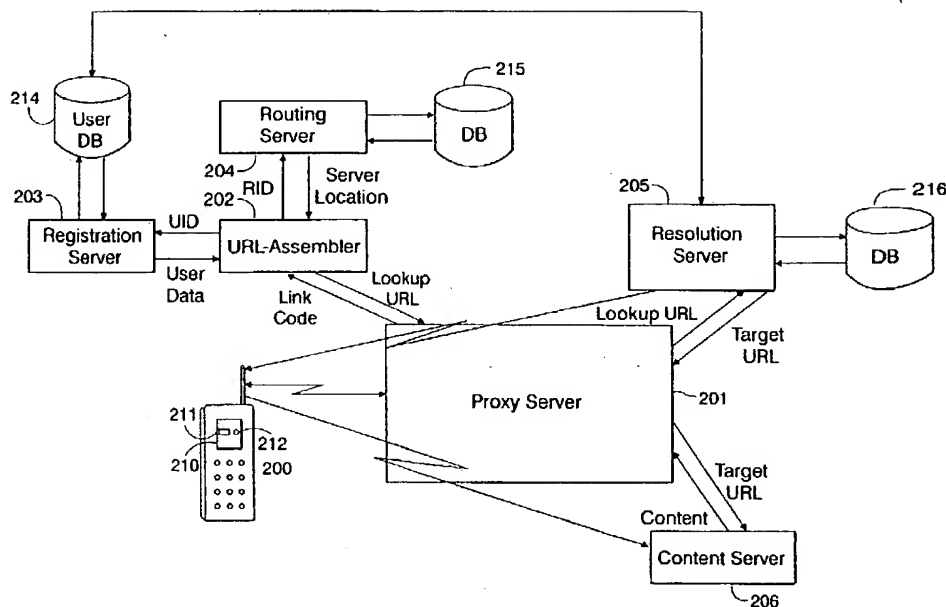 214
User
DB
215
Routing
Server
DB
204
203
RID
Server
Location
202
205
216
Registration
Server
UID
URL-Assembler
Resolution
Server
DB
User
Data
Link
Code
Lookup
URL
Lookup URL
Target
URL
Proxy Server
201
211
212
210
200
Target
URL
Content
Content Server
206